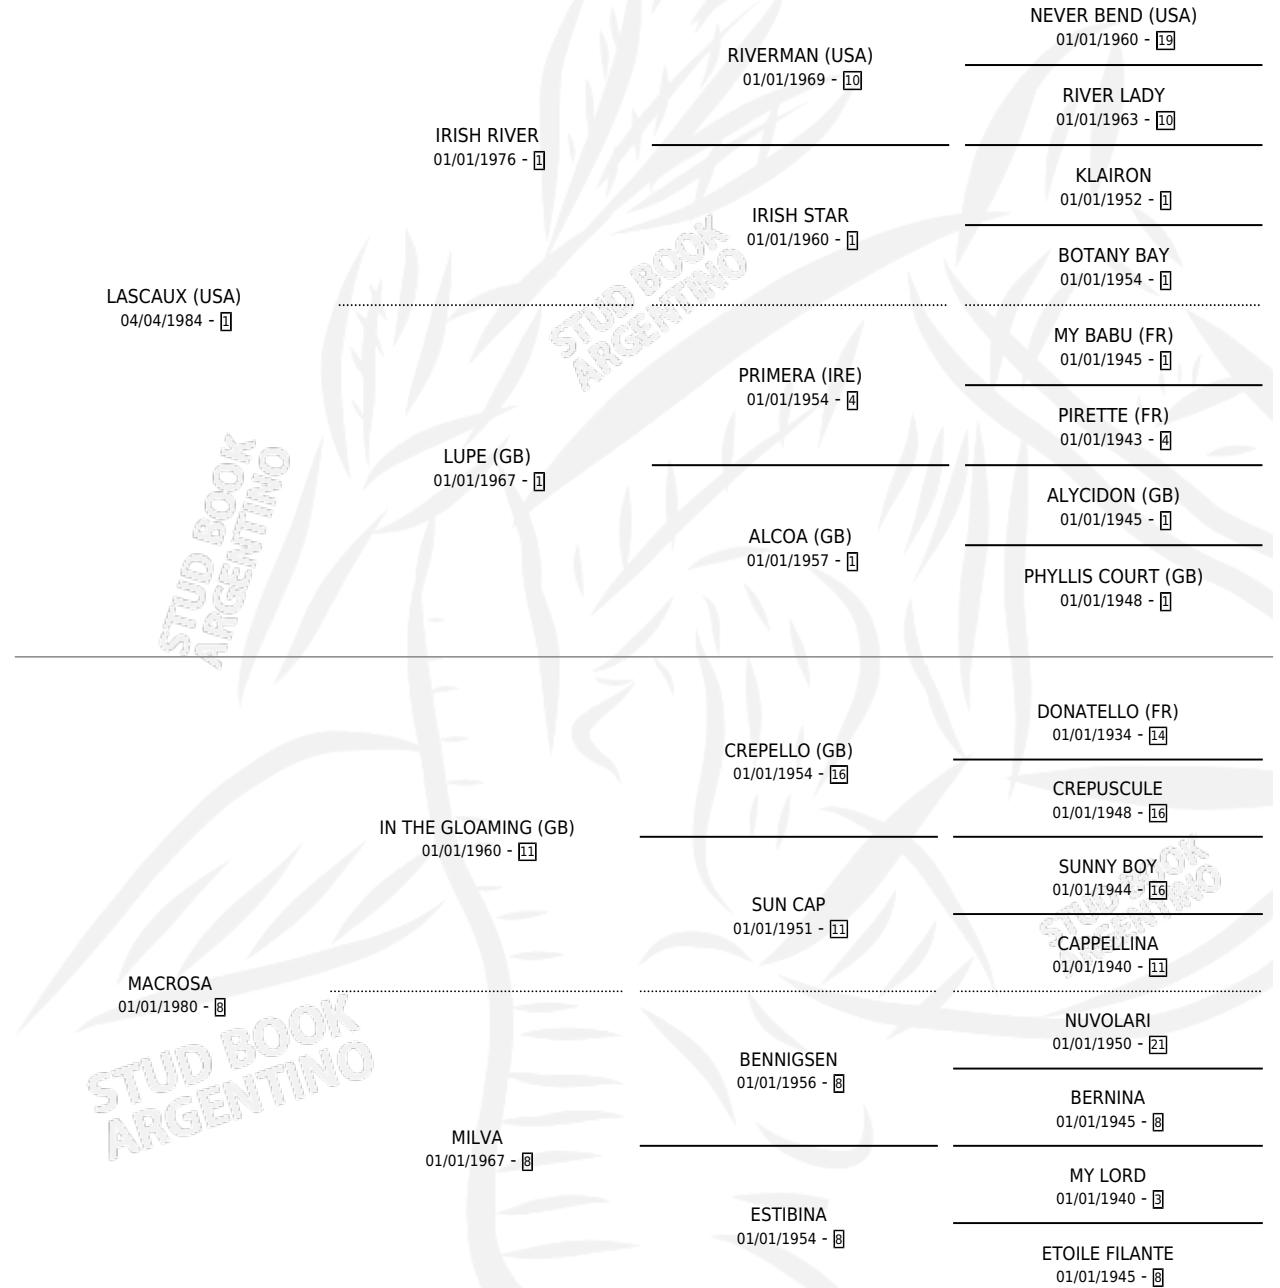 NEVER BEND (USA)
01/01/1960 - 19
RIVERMAN (USA)
01/01/1969 - 10
RIVER LADY
01/01/1963 - 10
IRISH RIVER
01/01/1976 - 1
KLAIRON
01/01/1952 - 1
IRISH STAR
01/01/1960 - 1
BOTANY BAY
01/01/1954 - 1
LASCAUX (USA)
04/04/1984 - 1
MY BABU (FR)
01/01/1945 - 1
PRIMERA (IRE)
01/01/1954 - 4
PIRETTE (FR)
01/01/1943 - 4
LUPE (GB)
01/01/1967 - 1
ALYCIDON (GB)
01/01/1945 - 1
ALCOA (GB)
01/01/1957 - 1
PHYLLIS COURT (GB)
01/01/1948 - 1
STUD BOOK
ARGENTINO
STUD BOOK
ARGENTINO
DONATELLO (FR)
01/01/1934 - 14
CREPELLO (GB)
01/01/1954 - 16
CREPUSCULE
01/01/1948 - 16
IN THE GLOAMING (GB)
01/01/1960 - 11
SUNNY BOY
01/01/1944 - 16
SUN CAP
01/01/1951 - 11
CAPPELLINA
01/01/1940 - 11
STUD BOOK
ARGENTINO
MACROSA
01/01/1980 - 8
NUVOLARI
01/01/1950 - 21
BENNIGSEN
01/01/1956 - 8
BERNINA
01/01/1945 - 8
STUD BOOK
ARGENTINO
MILVA
01/01/1967 - 8
MY LORD
01/01/1940 - 3
ESTIBINA
01/01/1954 - 8
ETOILE FILANTE
01/01/1945 - 8